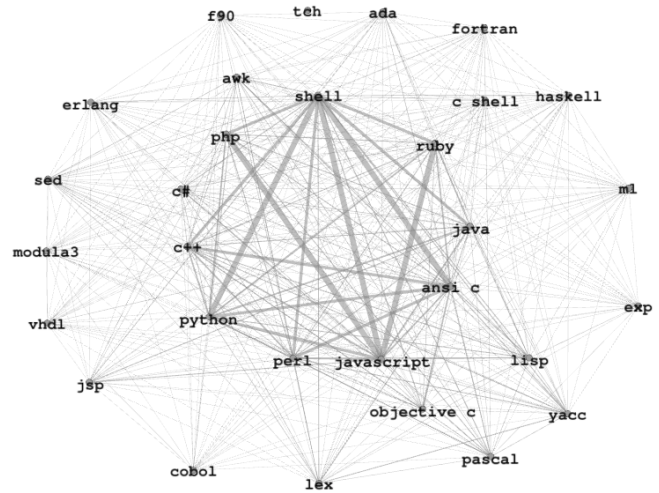 f90
tch
ada
fortran
awk
shell
c shell
haskell
erlang
php
ruby
sed
c#
ml
java
c++
modula3
ansi c
exp
vhdl
python
perl
javascript
lisp
jsp
objective c
yacc
pascal
cobol
lex